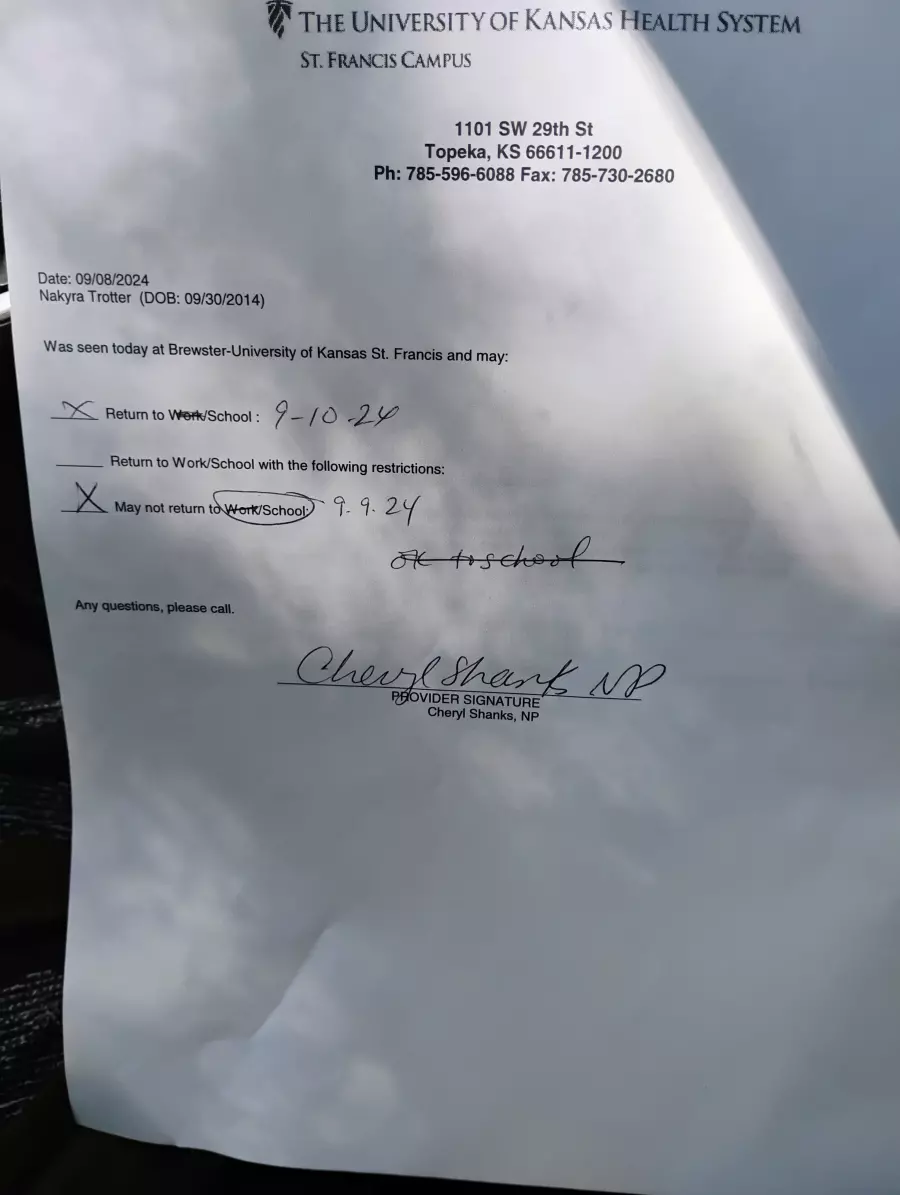 THE UNIVERSITY OF KANSAS HEALTH SYSTEM
ST. FRANCIS CAMPUS
1101 SW 29th St
Topeka, KS 66611-1200
Ph: 785-596-6088 Fax: 785-730-2680
Date: 09/08/2024
Nakyra Trotter (DOB: 09/30/2014)
Was seen today at Brewster-University of Kansas St. Francis and may:
X Return to Work/School : 9-10-24
Return to Work/School with the following restrictions:
X May not return to Work/School: 9.9.24
OK to school
Any questions, please call.
Cheryl Shanks NP
PROVIDER SIGNATURE
Cheryl Shanks, NP